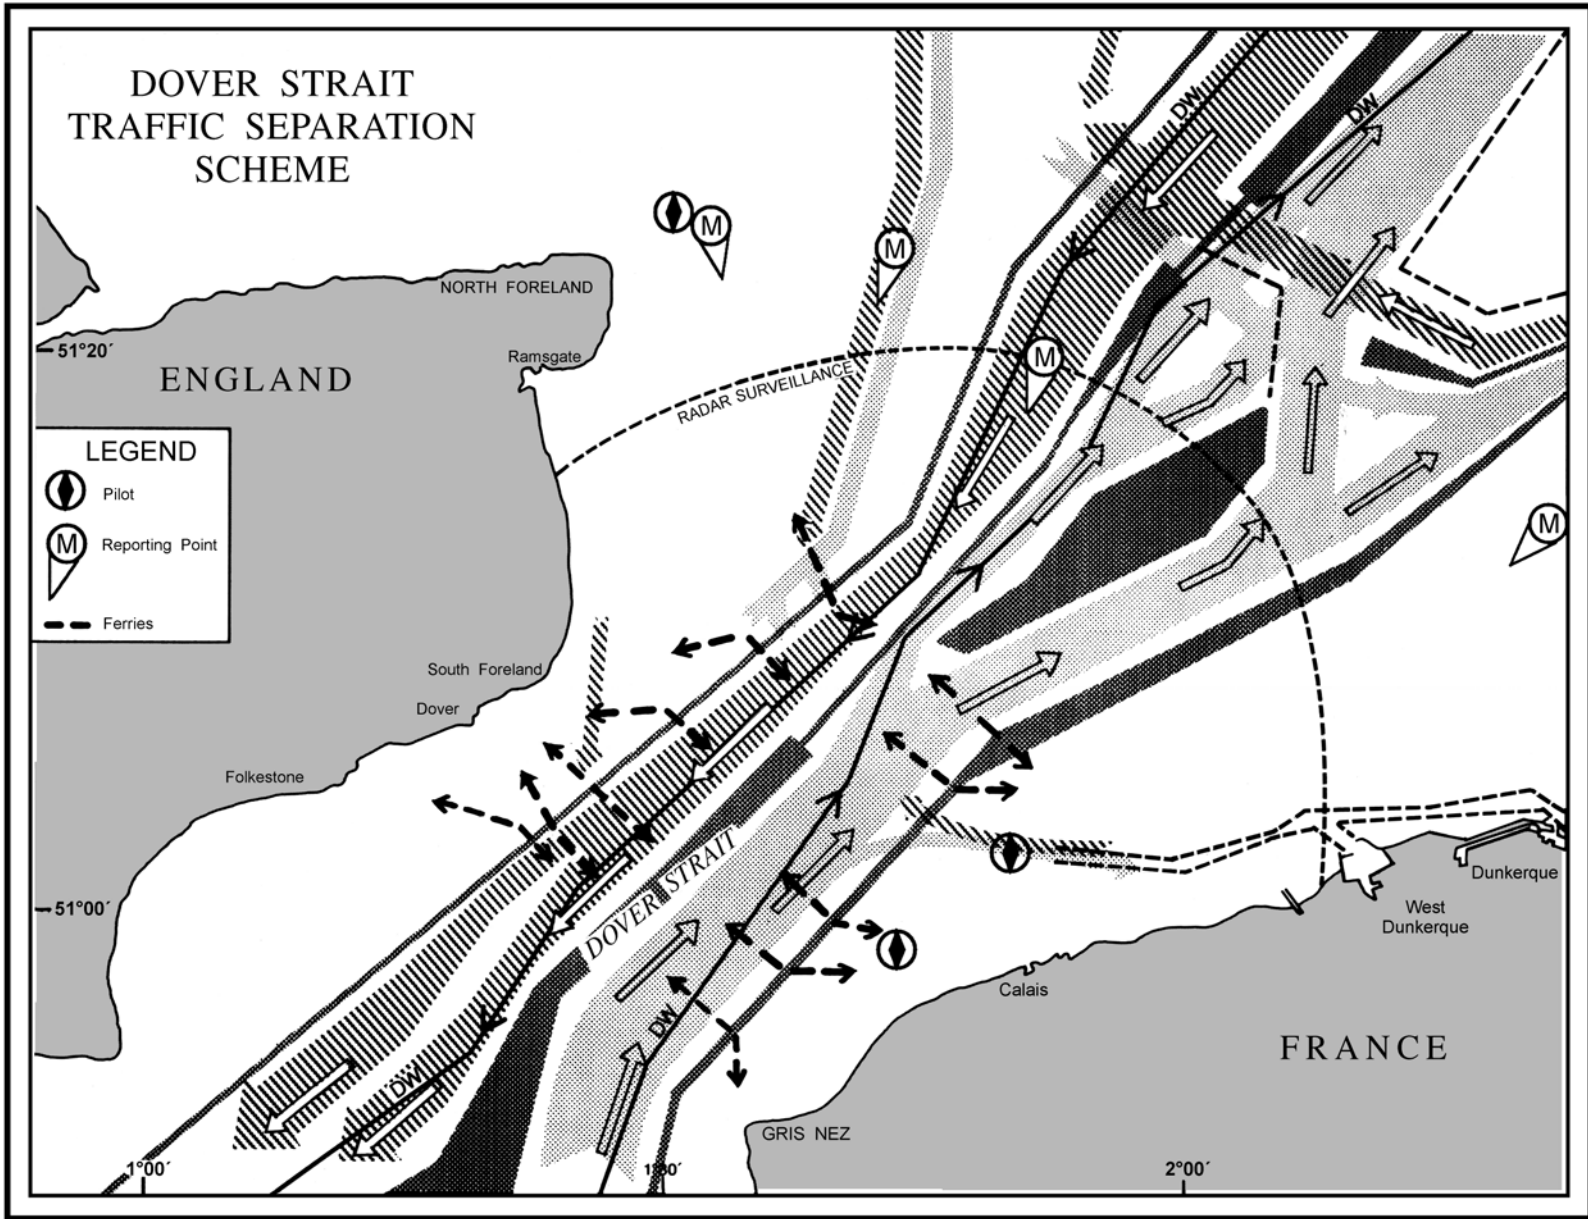 DOVER STRAIT
TRAFFIC SEPARATION
SCHEME
DW
DW
M
M
NORTH FORELAND
51°20´
Ramsgate
M
ENGLAND
RADAR SURVEILLANCE
LEGEND
Pilot
M
Reporting Point
Ferries
M
South Foreland
Dover
Folkestone
DOVER STRAIT
51°00´
Dunkerque
West
Dunkerque
Calais
DW
FRANCE
DW
GRIS NEZ
1°00´
2°00´